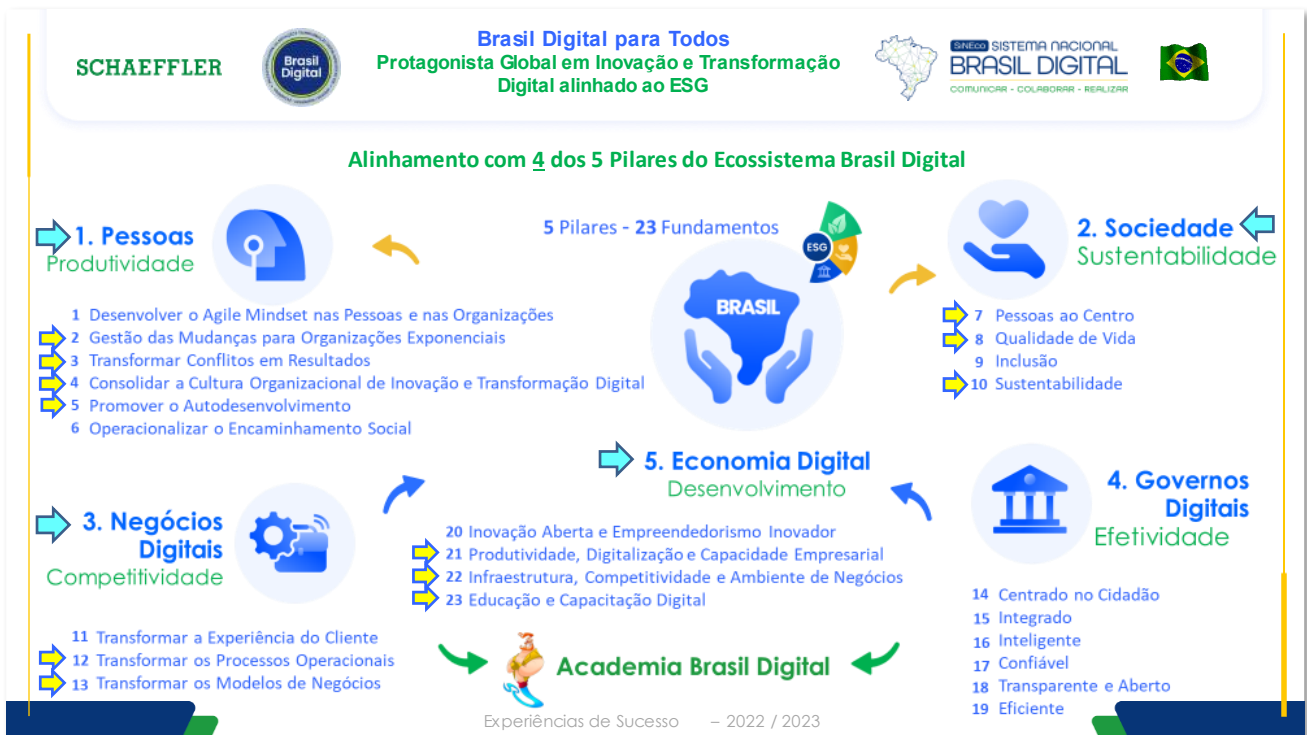 SCHAEFFLER
Brasil
Digital
Brasil Digital para Todos
Protagonista Global em Inovação e Transformação
Digital alinhado ao ESG
SiNEco SISTEMA NACIONAL
BRASIL DIGITAL
COMUNICAR - COLABORAR - REALIZAR
Alinhamento com 4 dos 5 Pilares do Ecossistema Brasil Digital
1. Pessoas
Produtividade
5 Pilares - 23 Fundamentos
ESG
BRASIL
2. Sociedade
Sustentabilidade
1 Desenvolver o Agile Mindset nas Pessoas e nas Organizações
2 Gestão das Mudanças para Organizações Exponenciais
3 Transformar Conflitos em Resultados
4 Consolidar a Cultura Organizacional de Inovação e Transformação Digital
5 Promover o Autodesenvolvimento
6 Operacionalizar o Encaminhamento Social
7 Pessoas ao Centro
8 Qualidade de Vida
9 Inclusão
10 Sustentabilidade
3. Negócios
Digitais
Competitividade
11 Transformar a Experiência do Cliente
12 Transformar os Processos Operacionais
13 Transformar os Modelos de Negócios
5. Economia Digital
Desenvolvimento
20 Inovação Aberta e Empreendedorismo Inovador
21 Produtividade, Digitalização e Capacidade Empresarial
22 Infraestrutura, Competitividade e Ambiente de Negócios
23 Educação e Capacitação Digital
4. Governos
Digitais
Efetividade
14 Centrado no Cidadão
15 Integrado
16 Inteligente
17 Confiável
18 Transparente e Aberto
19 Eficiente
Academia Brasil Digital
Experiências de Sucesso – 2022 / 2023